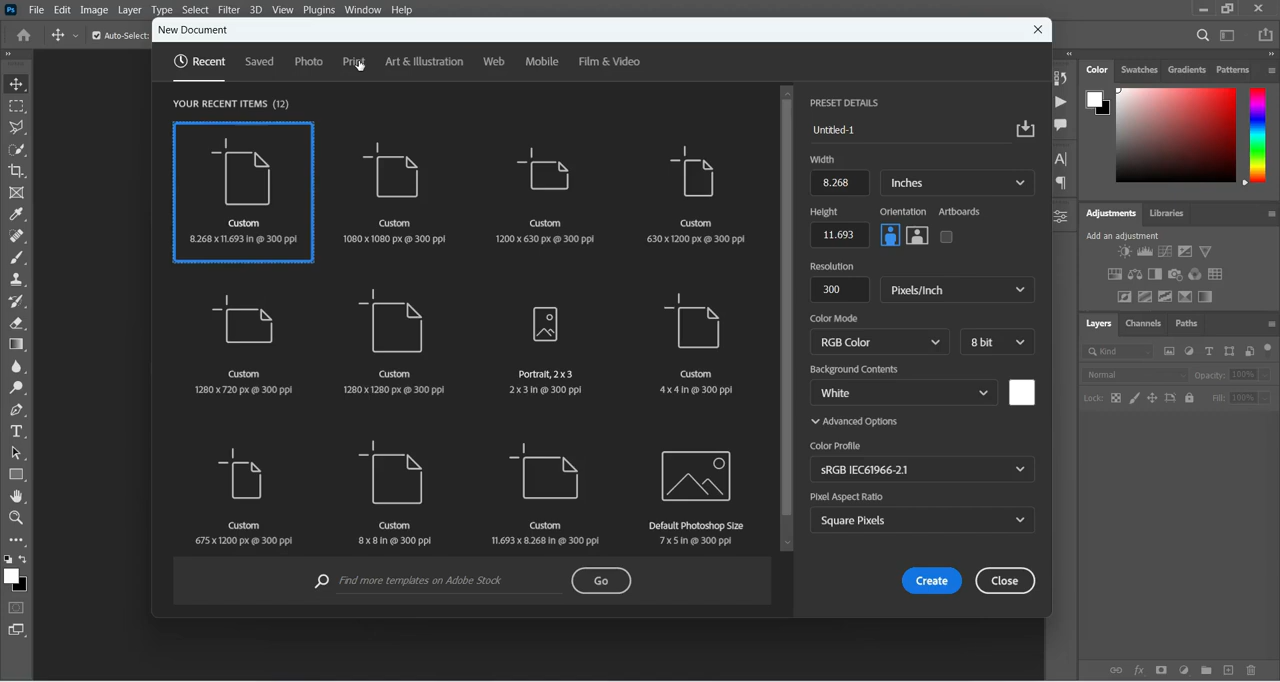 Ps File Edit Image Layer Type Select Filter 3D View Plugins Window Help
Auto-Select:
New Document
Recent Saved Photo Print Art & Illustration Web Mobile Film & Video
YOUR RECENT ITEMS (12)
Custom Custom Custom Custom
8.268 x 11.693 in @ 300 ppi 1080 x 1080 px @ 300 ppi 1200 x 630 px @ 300 ppi 630 x 1200 px @ 300 ppi
Custom Custom Portrait, 2 x 3 Custom
1280 x 720 px @ 300 ppi 1280 x 1280 px @ 300 ppi 2 x 3 in @ 300 ppi 4 x 4 in @ 300 ppi
Custom Custom Custom Default Photoshop Size
675 x 1200 px @ 300 ppi 8 x 8 in @ 300 ppi 11.693 x 8.268 in @ 300 ppi 7 x 5 in @ 300 ppi
Find more templates on Adobe Stock Go
PRESET DETAILS
Untitled-1
Width
8.268 Inches
Height Orientation Artboards
11.693
Resolution
300 Pixels/Inch
Color Mode
RGB Color 8 bit
Background Contents
White
Advanced Options
Color Profile
sRGB IEC61966-2.1
Pixel Aspect Ratio
Square Pixels
Create Close
Color Swatches Gradients Patterns
Adjustments Libraries
Add an adjustment
Layers Channels Paths
Kind
Normal Opacity: 100%
Lock: Fill: 100%